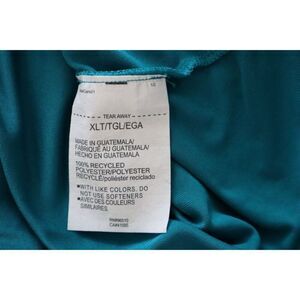 TEAR AWAY
XLT/TGL/EGA
MADE IN GUATEMALA/
FABRIQUÉ AU GUATEMALA/
HECHO EN GUATEMALA
100% RECYCLED
POLYESTER/POLYESTER
RECYCLÉ/poliéster reciclado
•WITH LIKE COLORS. DO
NOT USE SOFTENERS
•AVEC DES COULEURS
SIMILAIRES.